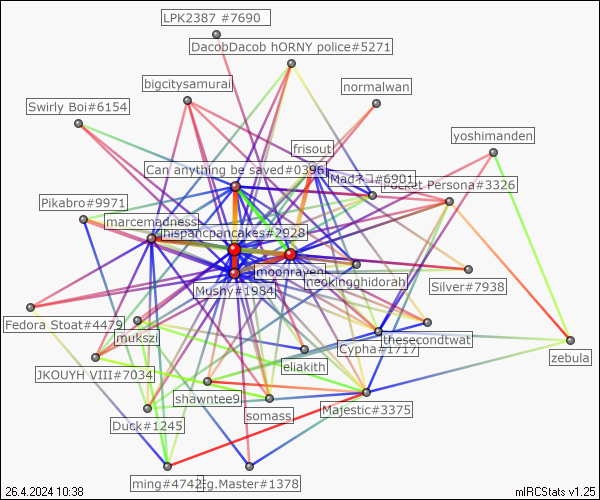 LPK2387 #7690
DacobDacob hORNY police#5271
bigcitysamurai
normalwan
Swirly Boi#6154
yoshimanden
frisout
Can anything be saved#0396
Madネコ#6901
Pocket Persona#3326
Pikabro#9971
marcemadness
hispancpancakes#2928
moonraven
neokingghidorah
Mushy#1984
Silver#7938
Fedora Stoat#4479
mukszi
Cypha#1717
thesecondtwat
zebula
JKOUYH VIII#7034
eliakith
shawntee9
somass
Majestic#3375
Duck#1245
ming#4742
Eg.Master#1378
26.4.2024 10:38
mIRCStats v1.25